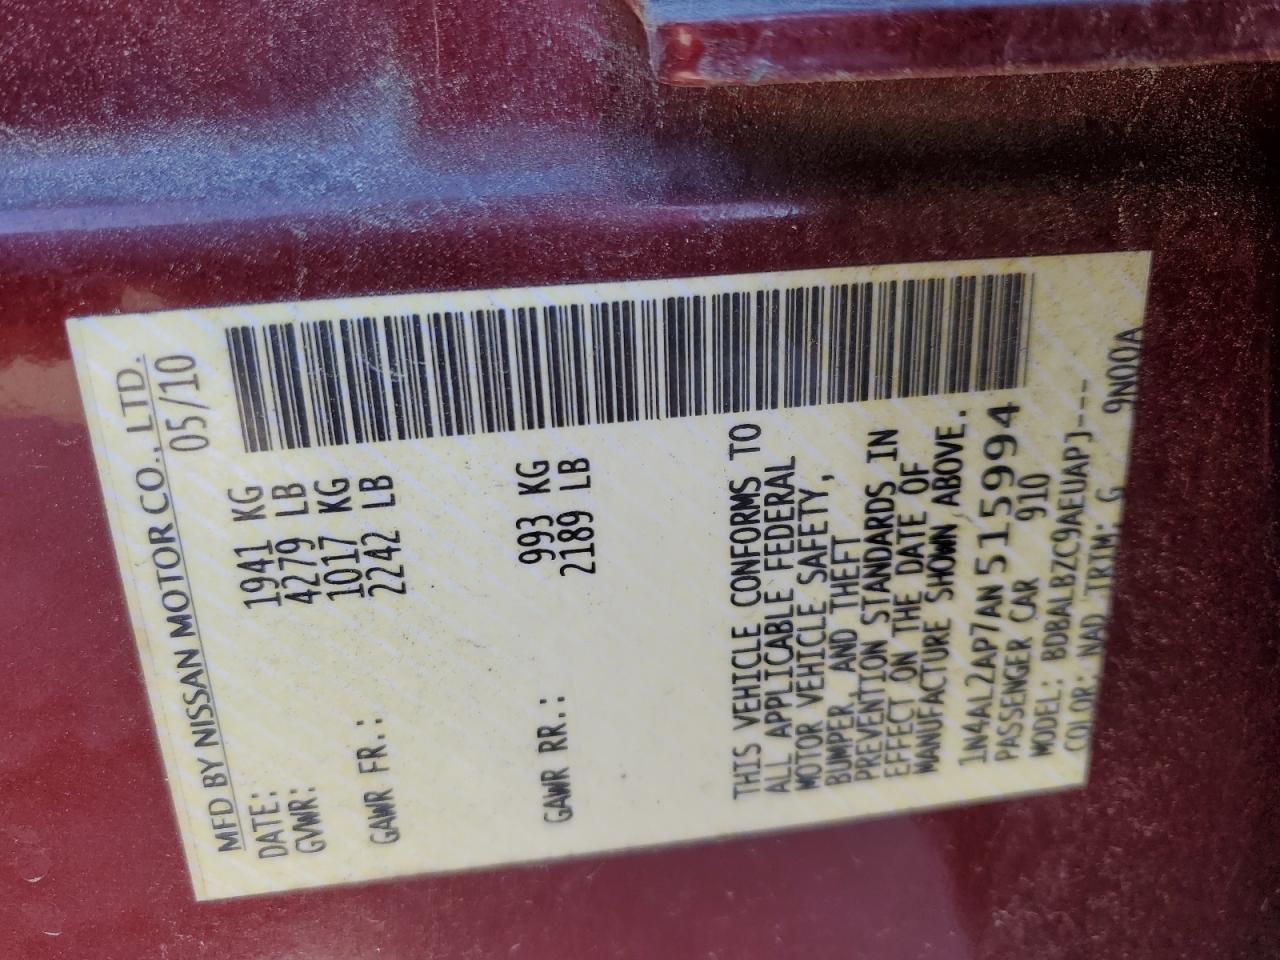 MFD BY NISSAN MOTOR CO., LTD.
DATE: 05/10
GVWR: 1941 KG
4279 LB
GAWR FR.: 1017 KG
2242 LB
GAWR RR.: 993 KG
2189 LB
THIS VEHICLE CONFORMS TO
ALL APPLICABLE FEDERAL
MOTOR VEHICLE SAFETY,
BUMPER AND THEFT
PREVENTION STANDARDS IN
EFFECT ON THE DATE OF
MANUFACTURE SHOWN ABOVE.
1N4AL2AP7AN515994
PASSENGER CAR 910
MODEL: BDBALBZC9AEUAPJ---
COLOR: NAD TRIM: G 9N00A